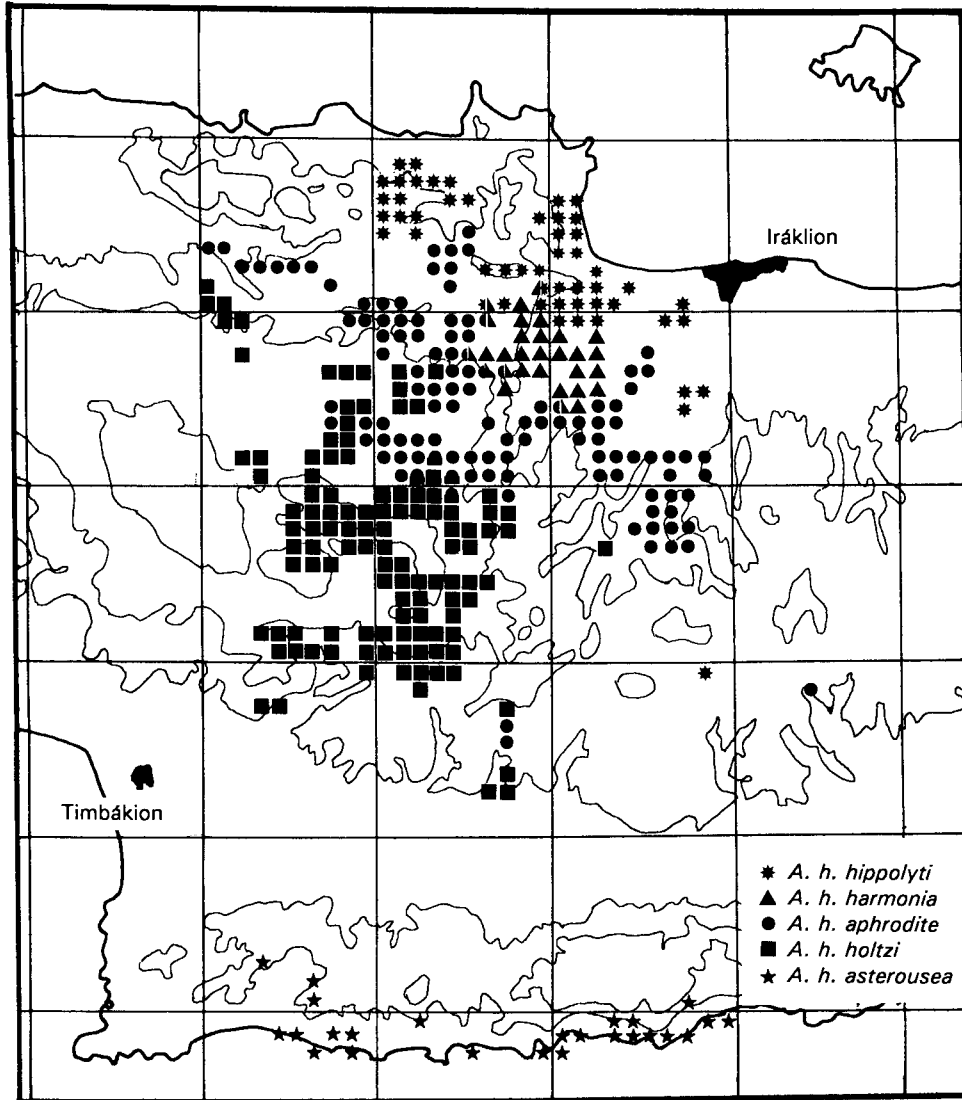 Iráklion
Timbákion
A. h. hippolyti
A. h. harmonia
A. h. aphrodite
A. h. holtzi
A. h. asterousea